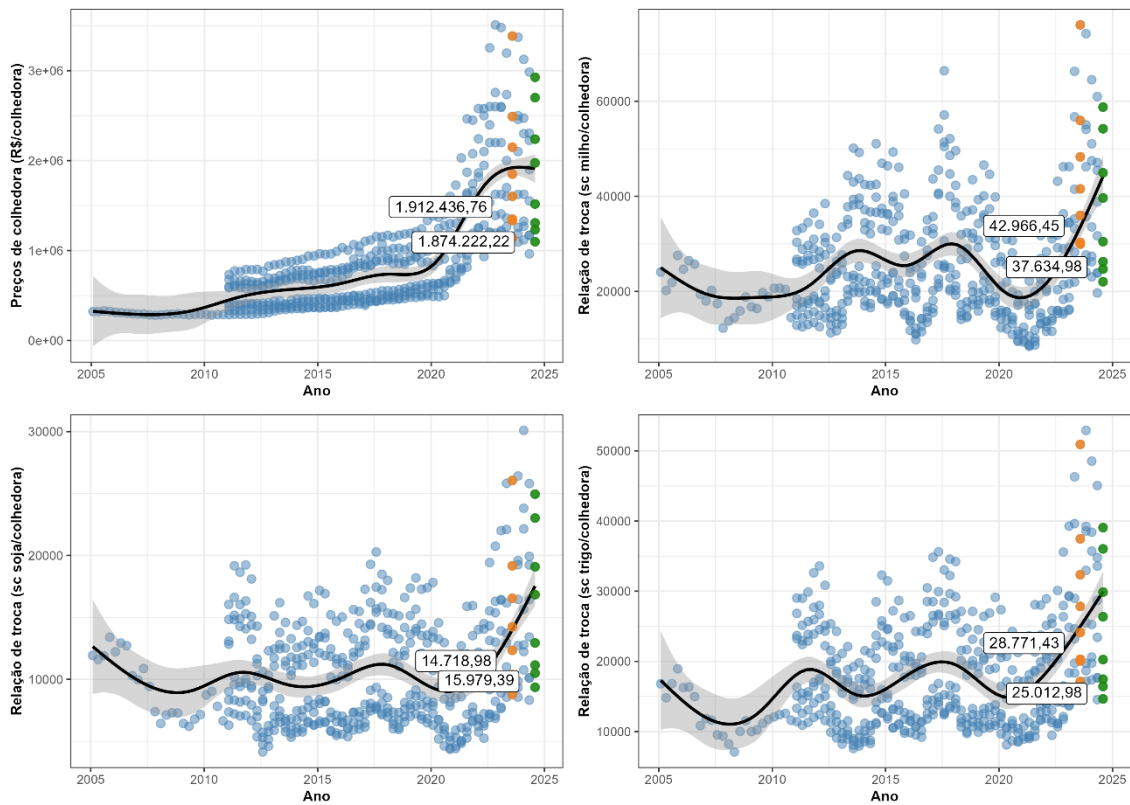 Preços de colhedora (R$/colhedora)
3e+06
2e+06
1e+06
0e+00
1.912.436,76
1.874.222,22
2005 2010 2015 2020 2025
Ano
Relação de troca (sc milho/colhedora)
60000
40000
20000
42.966,45
37.634,98
2005 2010 2015 2020 2025
Ano
Relação de troca (sc soja/colhedora)
30000
20000
10000
14.718,98
15.979,39
2005 2010 2015 2020 2025
Ano
Relação de troca (sc trigo/colhedora)
50000
40000
30000
20000
10000
28.771,43
25.012,98
2005 2010 2015 2020 2025
Ano